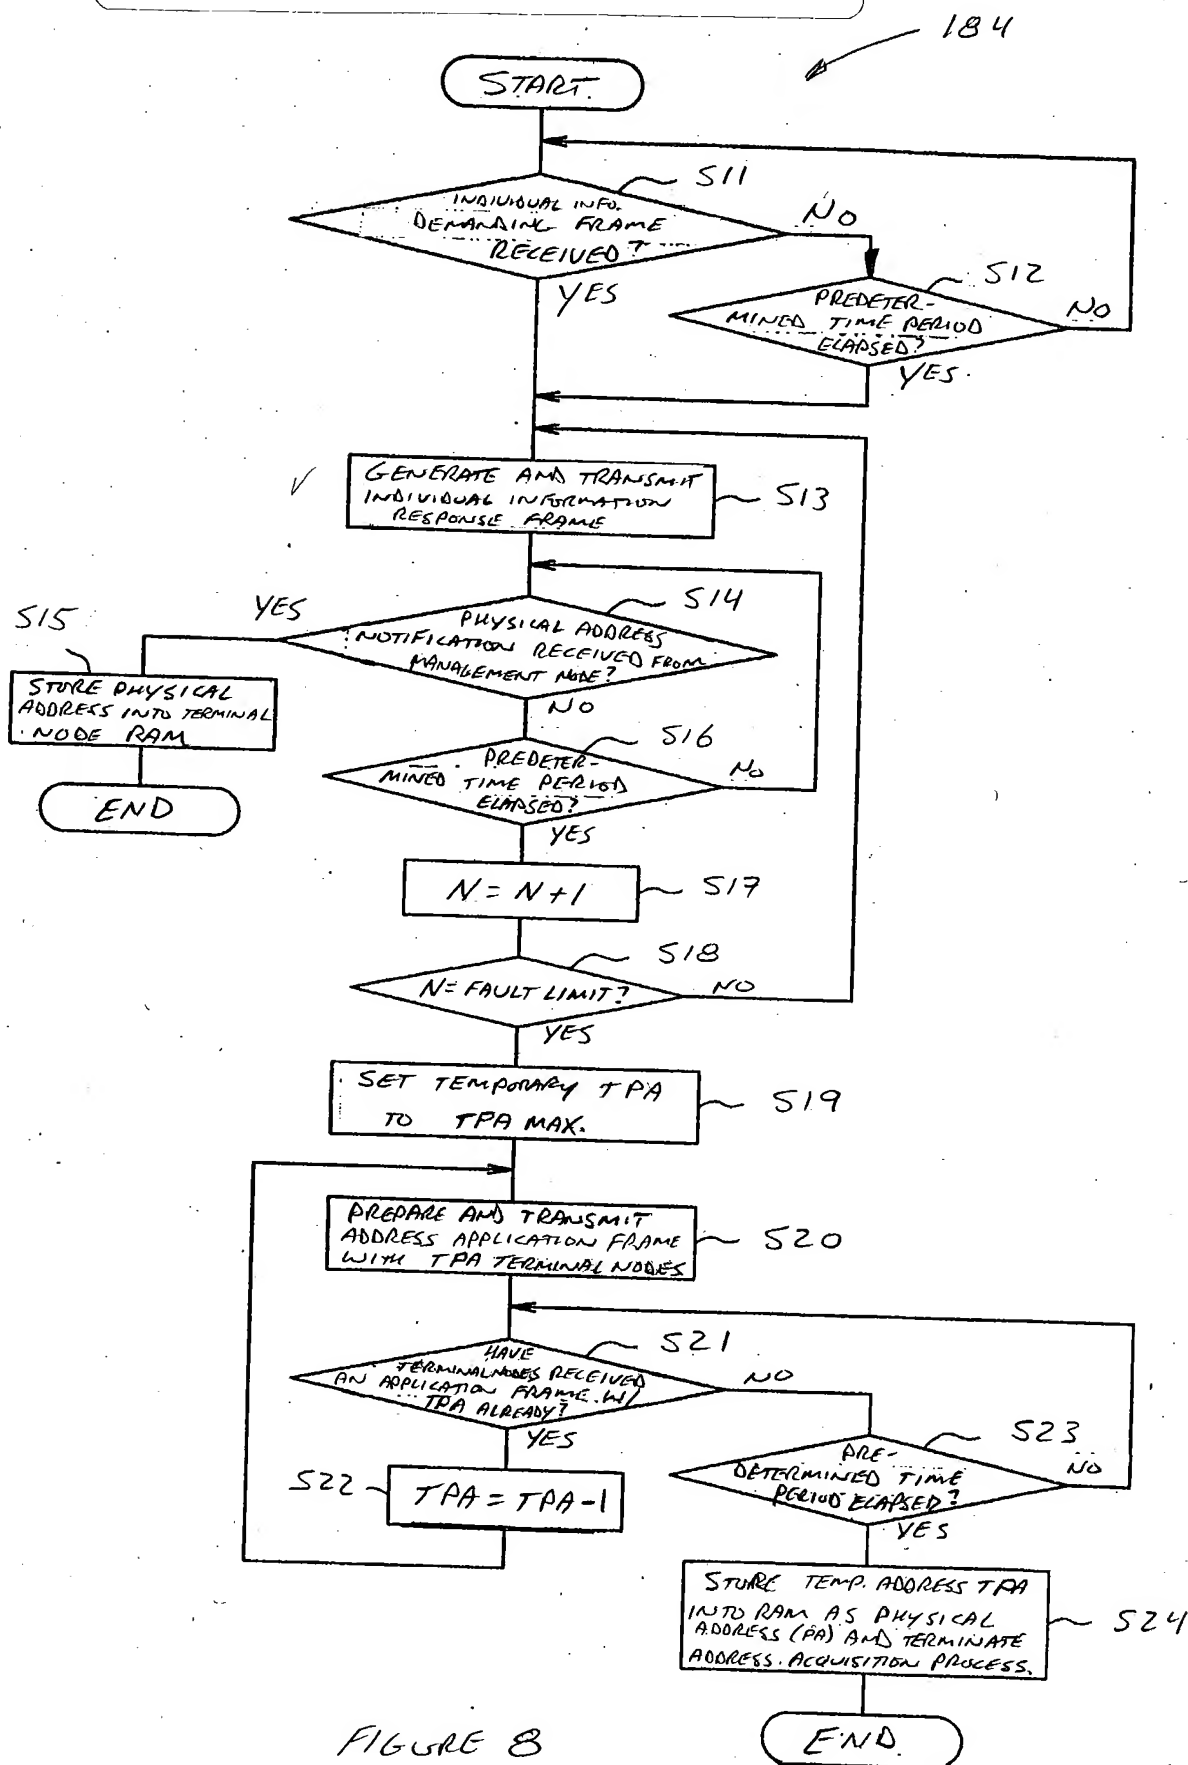 184
START.
S11
INDIVIDUAL INFO.
DEMANDING FRAME
RECEIVED?
NO
YES
S12
PREDETER-
MINED TIME PERIOD
ELAPSED?
NO
YES.
GENERATE AND TRANSMIT
INDIVIDUAL INFORMATION
RESPONSE FRAME
S13
S14
PHYSICAL ADDRESS
NOTIFICATION RECEIVED FROM
MANAGEMENT NODE?
YES
NO
S15
STORE PHYSICAL
ADDRESS INTO TERMINAL
NODE RAM
END
S16
PREDETER-
MINED TIME PERIOD
ELAPSED?
NO
YES
N = N+1
S17
S18
N= FAULT LIMIT?
NO
YES
SET TEMPORARY TPA
TO TPA MAX.
S19
PREPARE AND TRANSMIT
ADDRESS APPLICATION FRAME
WITH TPA TERMINAL NODES
S20
S21
HAVE
TERMINAL NODES RECEIVED
AN APPLICATION FRAME W/
TPA ALREADY?
NO
YES
S22
TPA = TPA-1
S23
PRE-
DETERMINED TIME
PERIOD ELAPSED?
NO
YES
STORE TEMP. ADDRESS TPA
INTO RAM AS PHYSICAL
ADDRESS (PA) AND TERMINATE
ADDRESS ACQUISITION PROCESS.
S24
END.
FIGURE 8